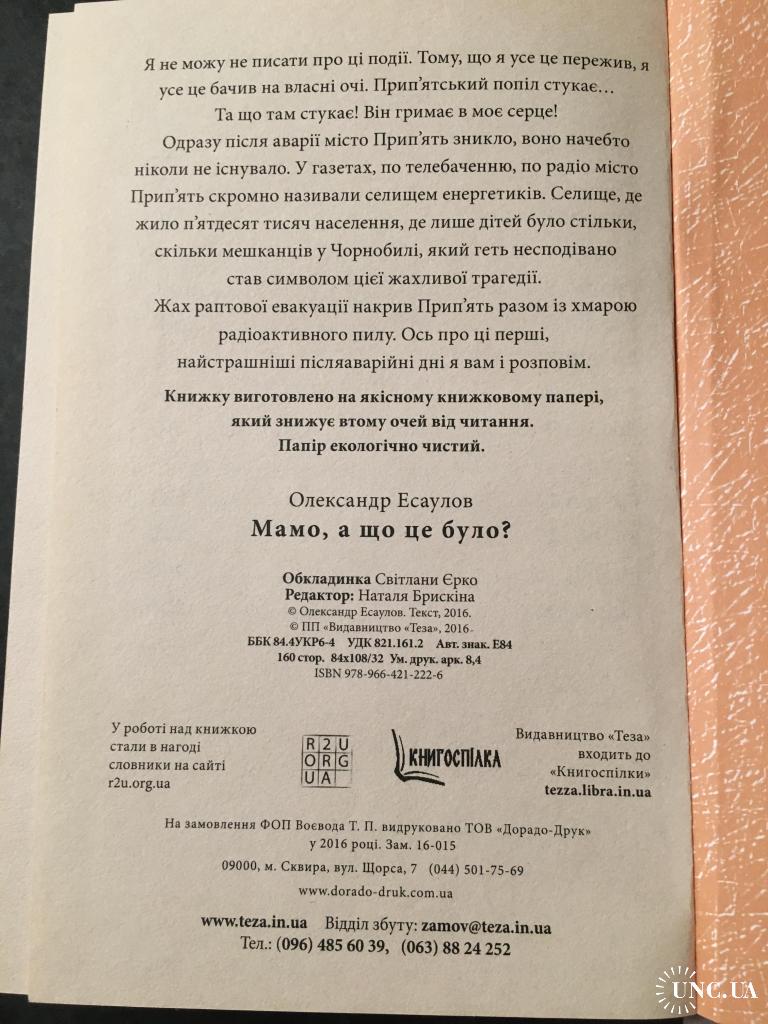 Я не можу не писати про ці події. Тому, що я усе це пережив, я
усе це бачив на власні очі. Прип'ятський попіл стукає…
Та що там стукає! Він гримає в моє серце!
Одразу після аварії місто Прип'ять зникло, воно начебто
ніколи не існувало. У газетах, по телебаченню, по радіо місто
Прип'ять скромно називали селищем енергетиків. Селище, де
жило п'ятдесят тисяч населення, де лише дітей було стільки,
скільки мешканців у Чорнобилі, який геть несподівано
став символом цієї жахливої трагедії.
Жах раптової евакуації накрив Прип'ять разом із хмарою
радіоактивного пилу. Ось про ці перші,
найстрашніші післяаварійні дні я вам і розповім.
Книжку виготовлено на якісному книжковому папері,
який знижує втому очей від читання.
Папір екологічно чистий.
Олександр Есаулов
Мамо, а що це було?
Обкладинка Світлани Єрко
Редактор: Наталя Брискіна
© Олександр Есаулов. Текст, 2016.
© ПП «Видавництво «Теза», 2016
ББК 84.4УКР6-4 УДК 821.161.2 Авт. знак. Е84
160 стор. 84х108/32 Ум. друк. арк. 8,4
ISBN 978-966-421-222-6
У роботі над книжкою
стали в нагоді
словники на сайті
r2u.org.ua
R2U
ORG
UA
КНИГОСПІЛКА
Видавництво «Теза»
входить до
«Книгоспілки»
tezza.libra.in.ua
На замовлення ФОП Воєвода Т. П. видруковано ТОВ «Дорадо-Друк»
у 2016 році. Зам. 16-015
09000, м. Сквира, вул. Щорса, 7 (044) 501-75-69
www.dorado-druk.com.ua
www.teza.in.ua Відділ збуту: zamov@teza.in.ua
Тел.: (096) 485 60 39, (063) 88 24 252
UNC.UA